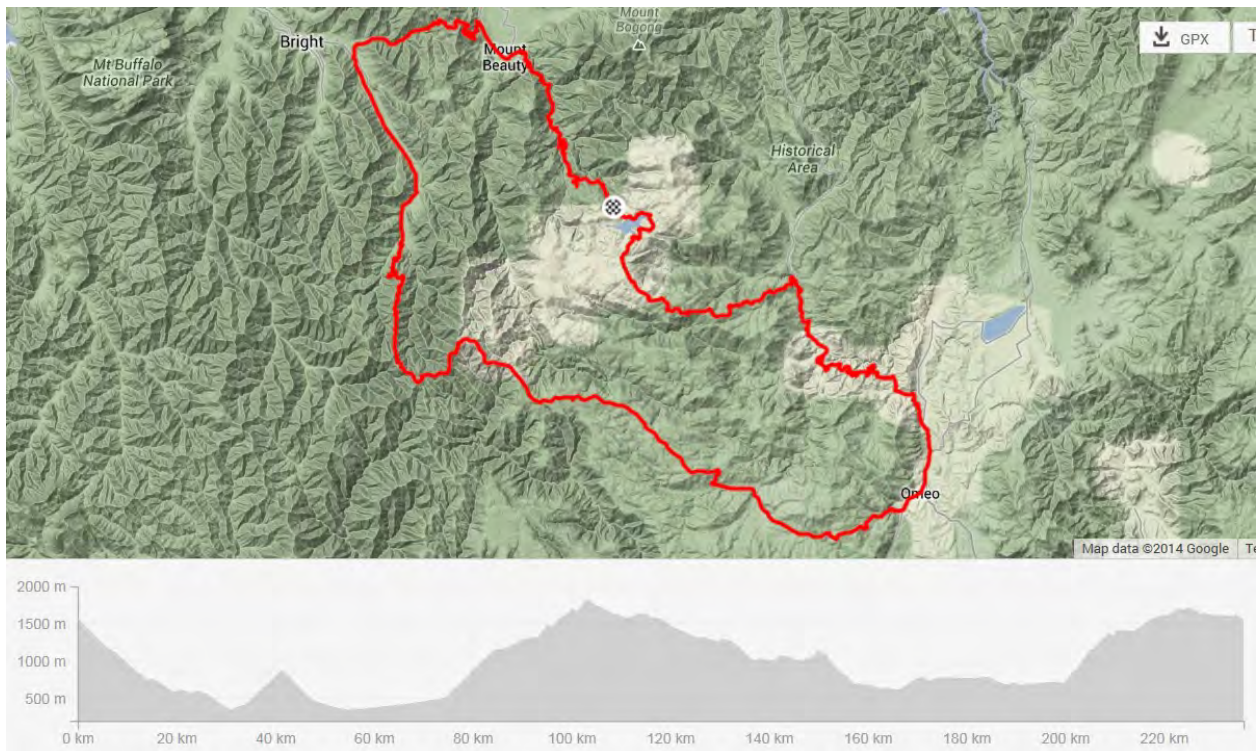 Mount
Bogong
GPX
T
Bright
Mount
Beauty
Mt Buffalo
National Park
Historical
Area
Omeo
Map data ©2014 Google
Te
2000 m
1500 m
1000 m
500 m
0 km 20 km 40 km 60 km 80 km 100 km 120 km 140 km 160 km 180 km 200 km 220 km